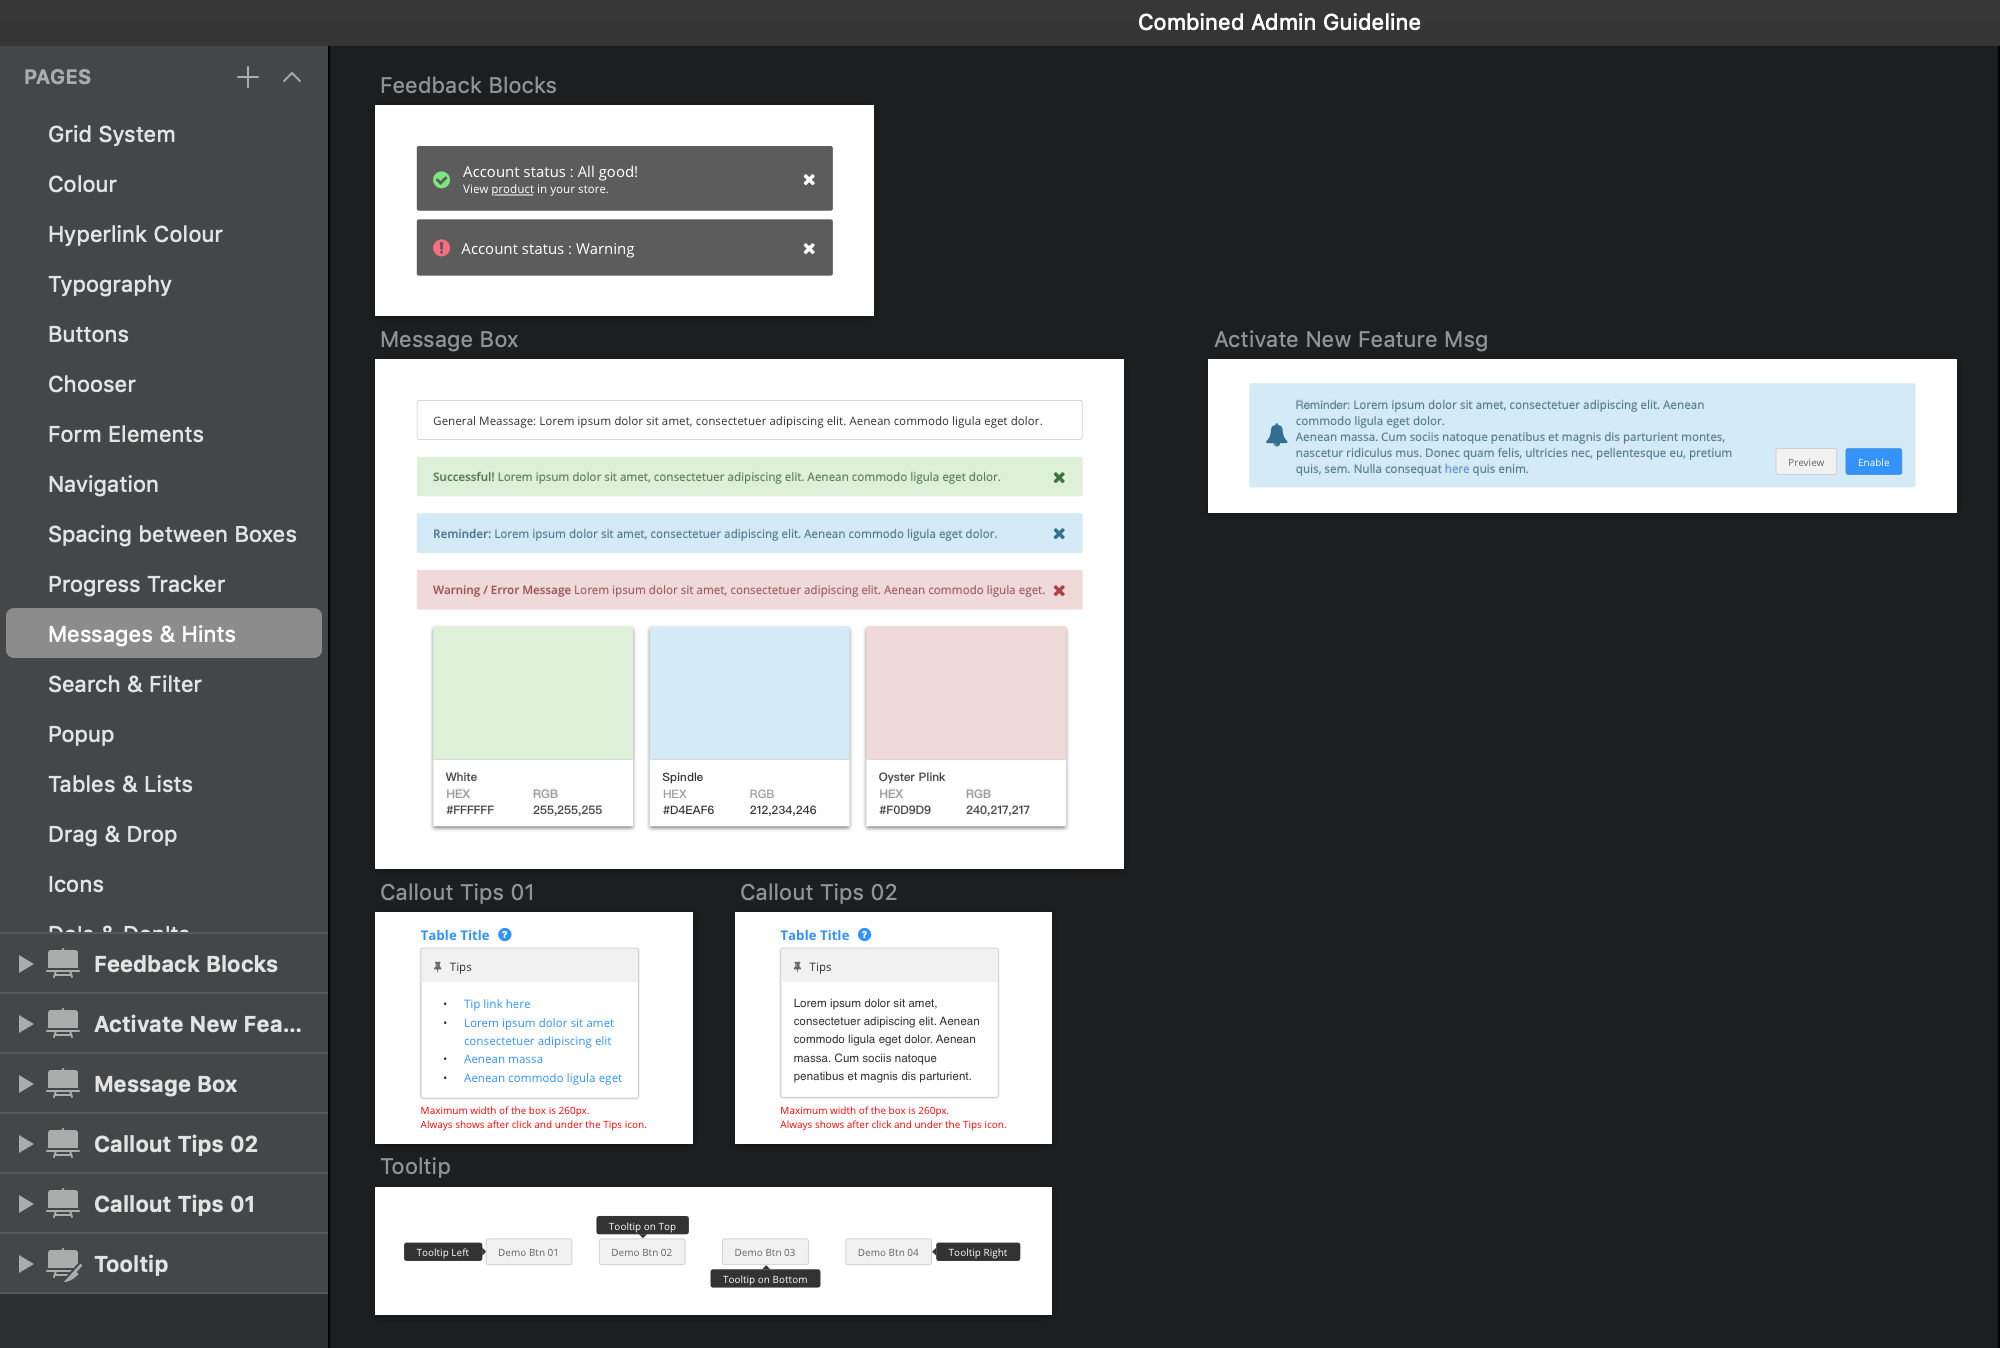 Combined Admin Guideline
PAGES
Grid System
Colour
Hyperlink Colour
Typography
Buttons
Chooser
Form Elements
Navigation
Spacing between Boxes
Progress Tracker
Messages & Hints
Search & Filter
Popup
Tables & Lists
Drag & Drop
Icons
Feedback Blocks
Activate New Fea...
Message Box
Callout Tips 02
Callout Tips 01
Tooltip
Feedback Blocks
Account status : All good!
View product in your store.
Account status : Warning
Message Box
General Meassage: Lorem ipsum dolor sit amet, consectetuer adipiscing elit. Aenean commodo ligula eget dolor.
Successful! Lorem ipsum dolor sit amet, consectetuer adipiscing elit. Aenean commodo ligula eget dolor.
Reminder: Lorem ipsum dolor sit amet, consectetuer adipiscing elit. Aenean commodo ligula eget dolor.
Warning / Error Message Lorem ipsum dolor sit amet, consectetuer adipiscing elit. Aenean commodo ligula eget.
White
HEX RGB
#FFFFFF 255,255,255
Spindle
HEX RGB
#D4EAF6 212,234,246
Oyster Plink
HEX RGB
#F0D9D9 240,217,217
Activate New Feature Msg
Reminder: Lorem ipsum dolor sit amet, consectetuer adipiscing elit. Aenean
commodo ligula eget dolor.
Aenean massa. Cum sociis natoque penatibus et magnis dis parturient montes,
nascetur ridiculus mus. Donec quam felis, ultricies nec, pellentesque eu, pretium
quis, sem. Nulla consequat here quis enim.
Preview
Enable
Callout Tips 01
Table Title ?
Tips
• Tip link here
• Lorem ipsum dolor sit amet
consectetuer adipiscing elit
• Aenean massa
• Aenean commodo ligula eget
Maximum width of the box is 260px.
Always shows after click and under the Tips icon.
Callout Tips 02
Table Title ?
Tips
Lorem ipsum dolor sit amet,
consectetuer adipiscing elit. Aenean
commodo ligula eget dolor. Aenean
massa. Cum sociis natoque
penatibus et magnis dis parturient.
Maximum width of the box is 260px.
Always shows after click and under the Tips icon.
Tooltip
Tooltip Left
Demo Btn 01
Tooltip on Top
Demo Btn 02
Demo Btn 03
Tooltip on Bottom
Demo Btn 04
Tooltip Right